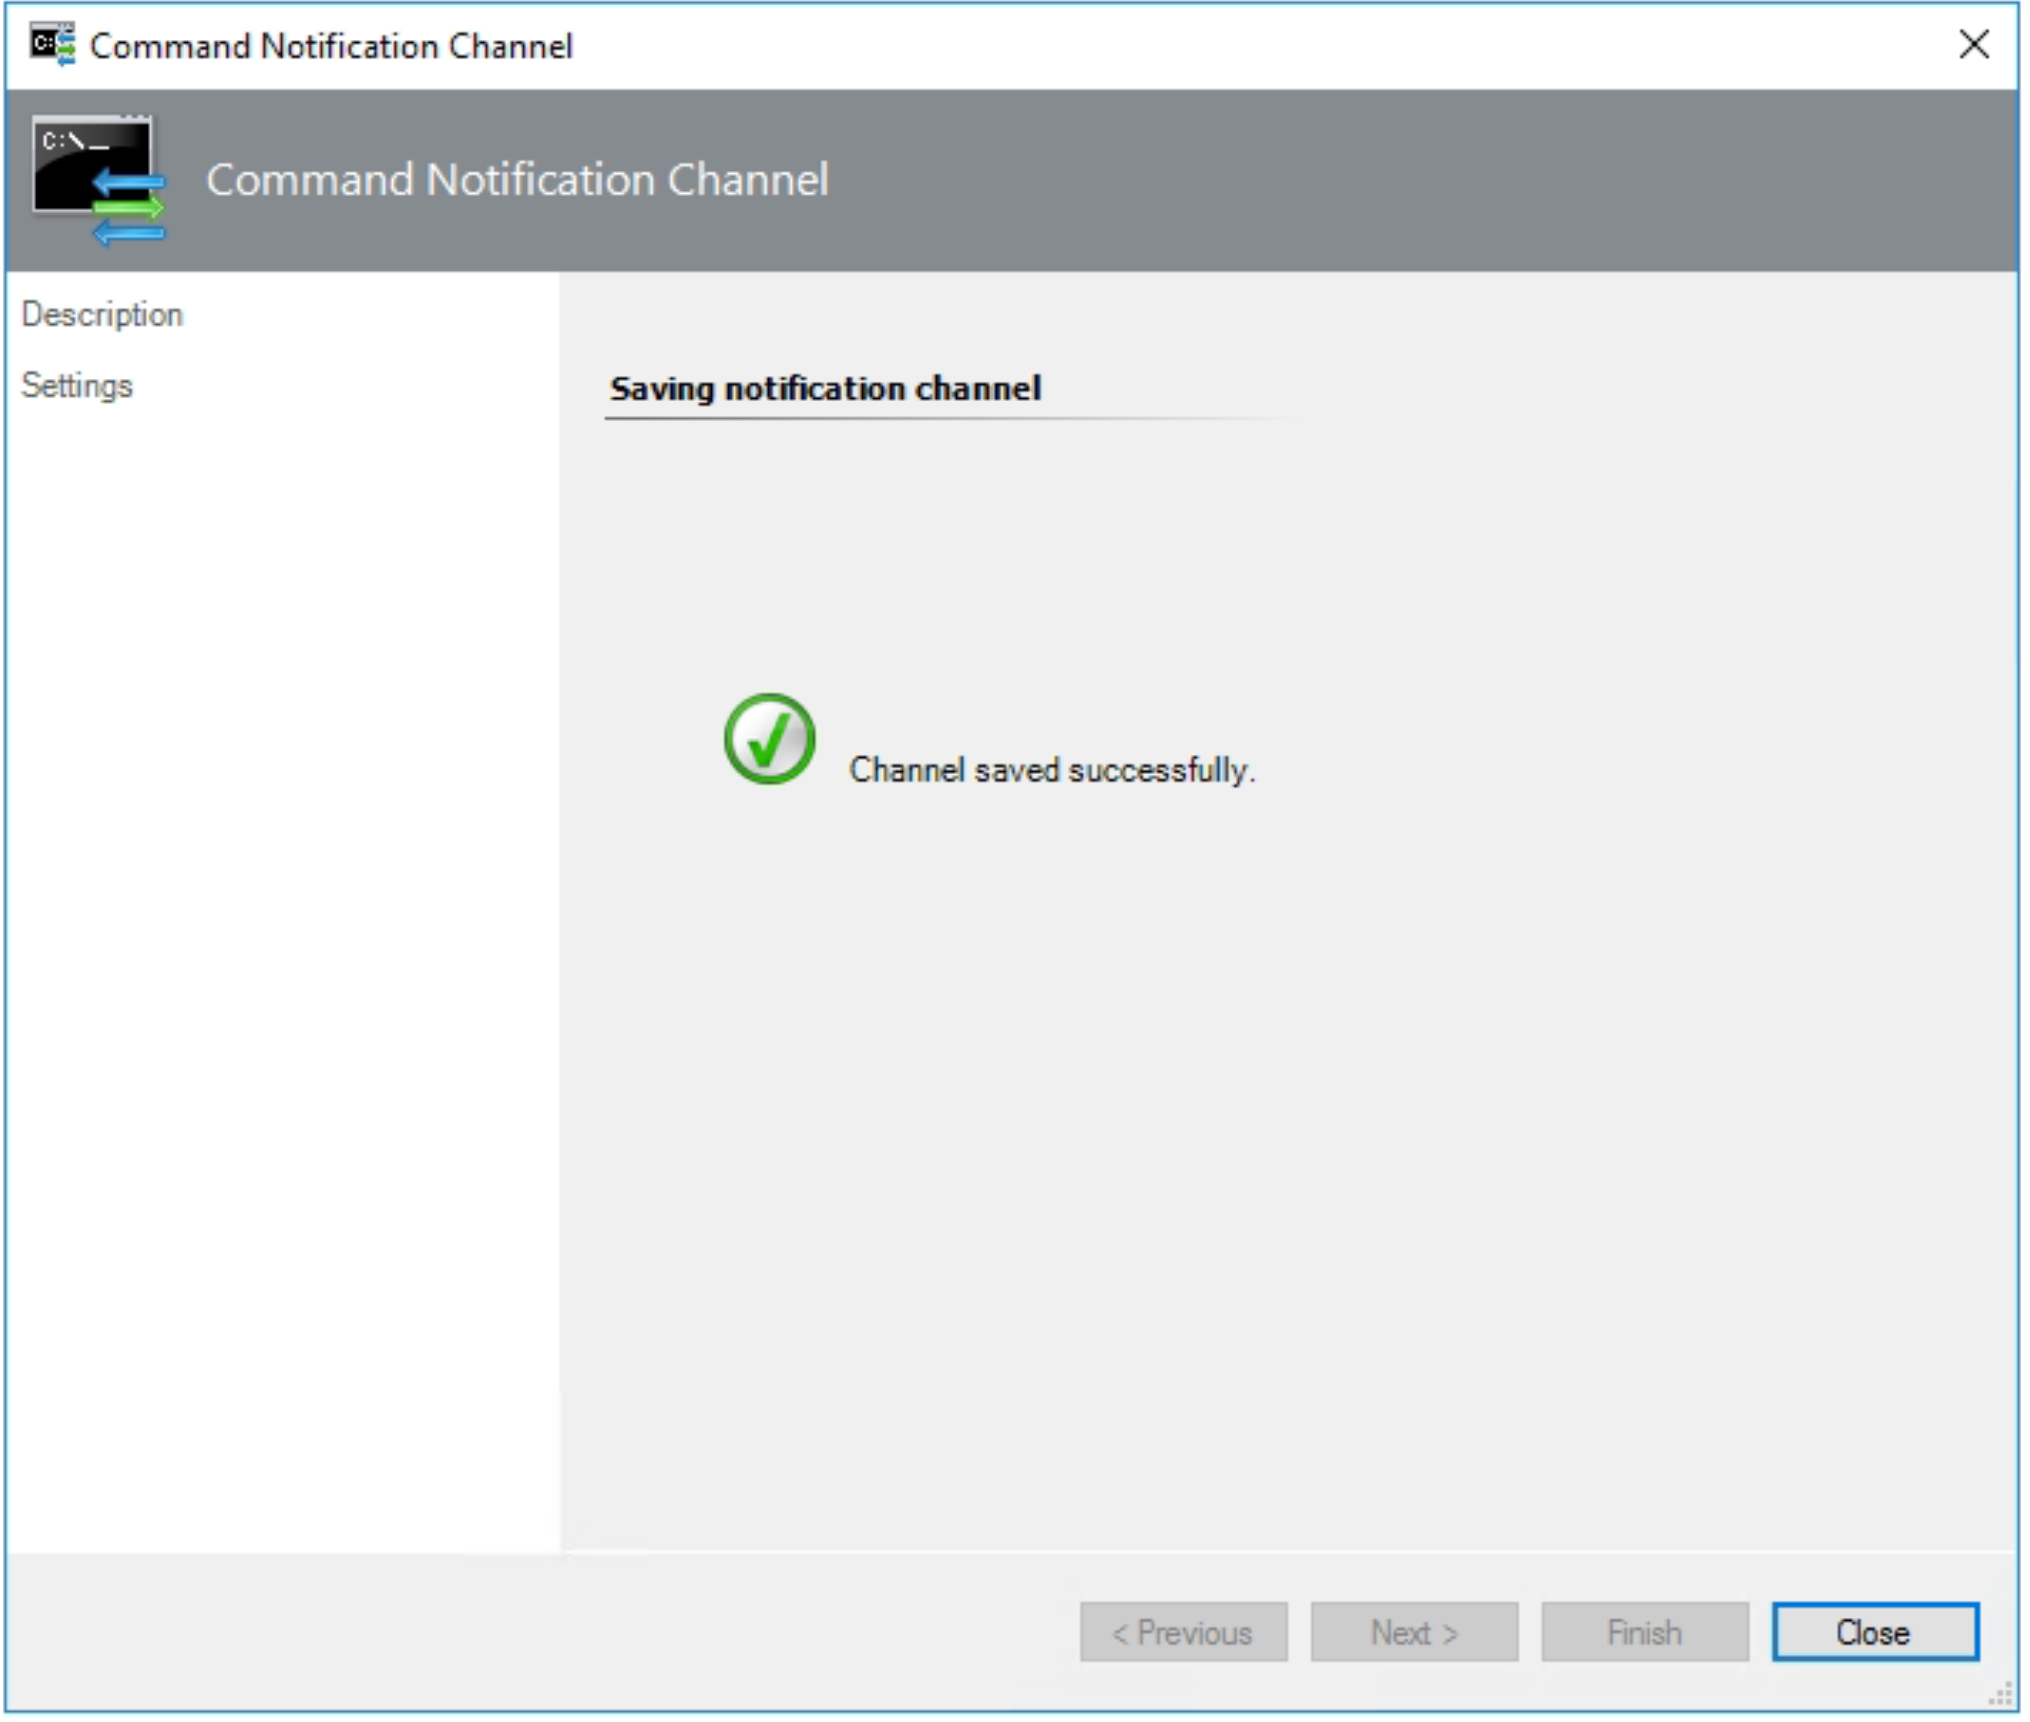 Command Notification Channel
C:\_
Command Notification Channel
Description
Settings
Saving notification channel
Channel saved successfully.
< Previous
Next >
Finish
Close